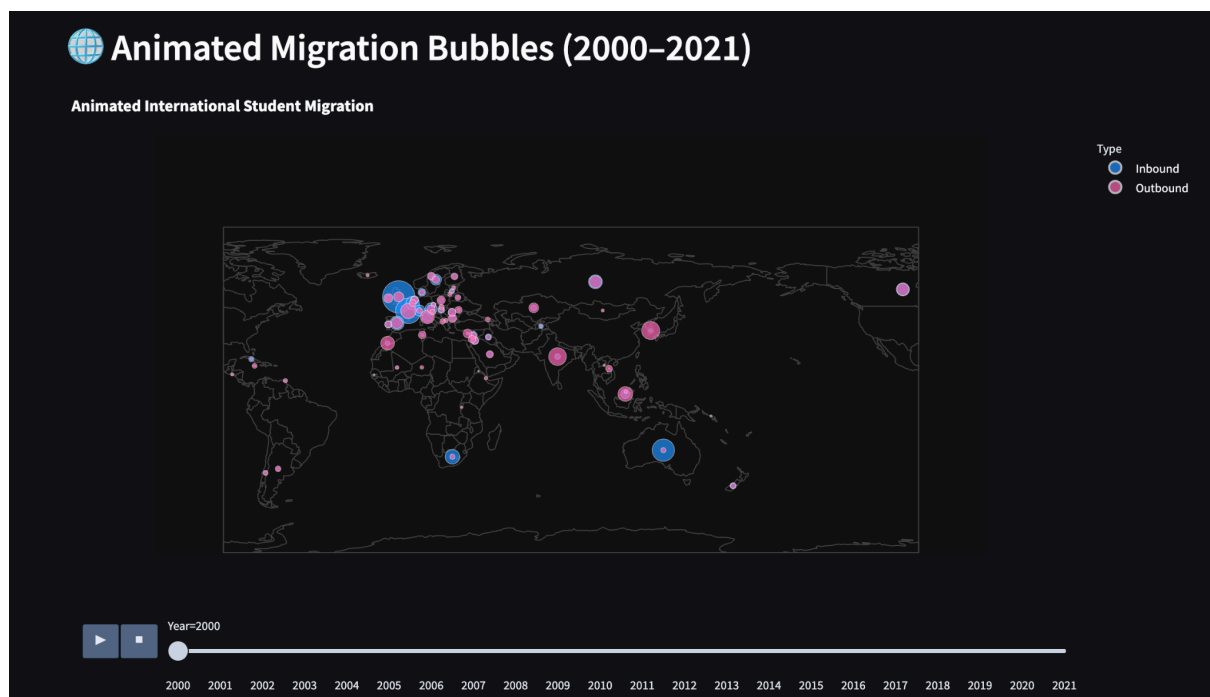 🌐 Animated Migration Bubbles (2000–2021)
Animated International Student Migration
Type
Inbound
Outbound
Year=2000
2000 2001 2002 2003 2004 2005 2006 2007 2008 2009 2010 2011 2012 2013 2014 2015 2016 2017 2018 2019 2020 2021